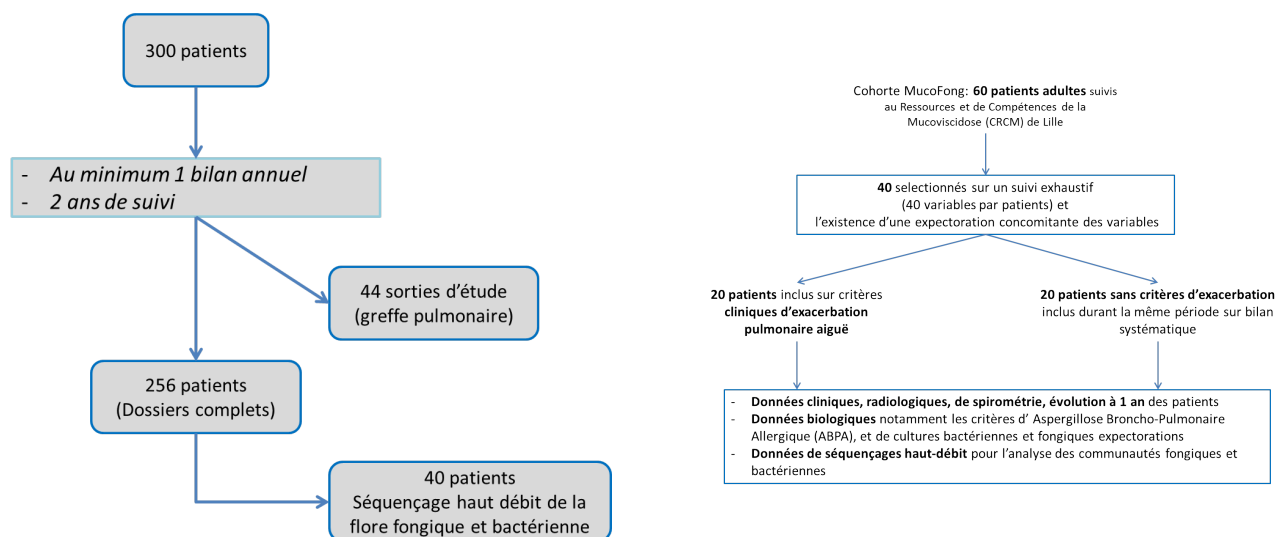 300 patients
- Au minimum 1 bilan annuel
- 2 ans de suivi
44 sorties d'étude
(greffe pulmonaire)
256 patients
(Dossiers complets)
40 patients
Séquençage haut débit de la
flore fongique et bactérienne
Cohorte MucoFong: 60 patients adultes suivis
au Ressources et de Compétences de la
Mucoviscidose (CRCM) de Lille
40 selectionnés sur un suivi exhaustif
(40 variables par patients) et
l'existence d'une expectoration concomitante des variables
20 patients inclus sur critères
cliniques d'exacerbation
pulmonaire aiguë
20 patients sans critères d'exacerbation
inclus durant la même période sur bilan
systématique
- Données cliniques, radiologiques, de spirométrie, évolution à 1 an des patients
- Données biologiques notamment les critères d' Aspergillose Broncho-Pulmonaire
Allergique (ABPA), et de cultures bactériennes et fongiques expectorations
- Données de séquençages haut-débit pour l'analyse des communautés fongiques et
bactériennes